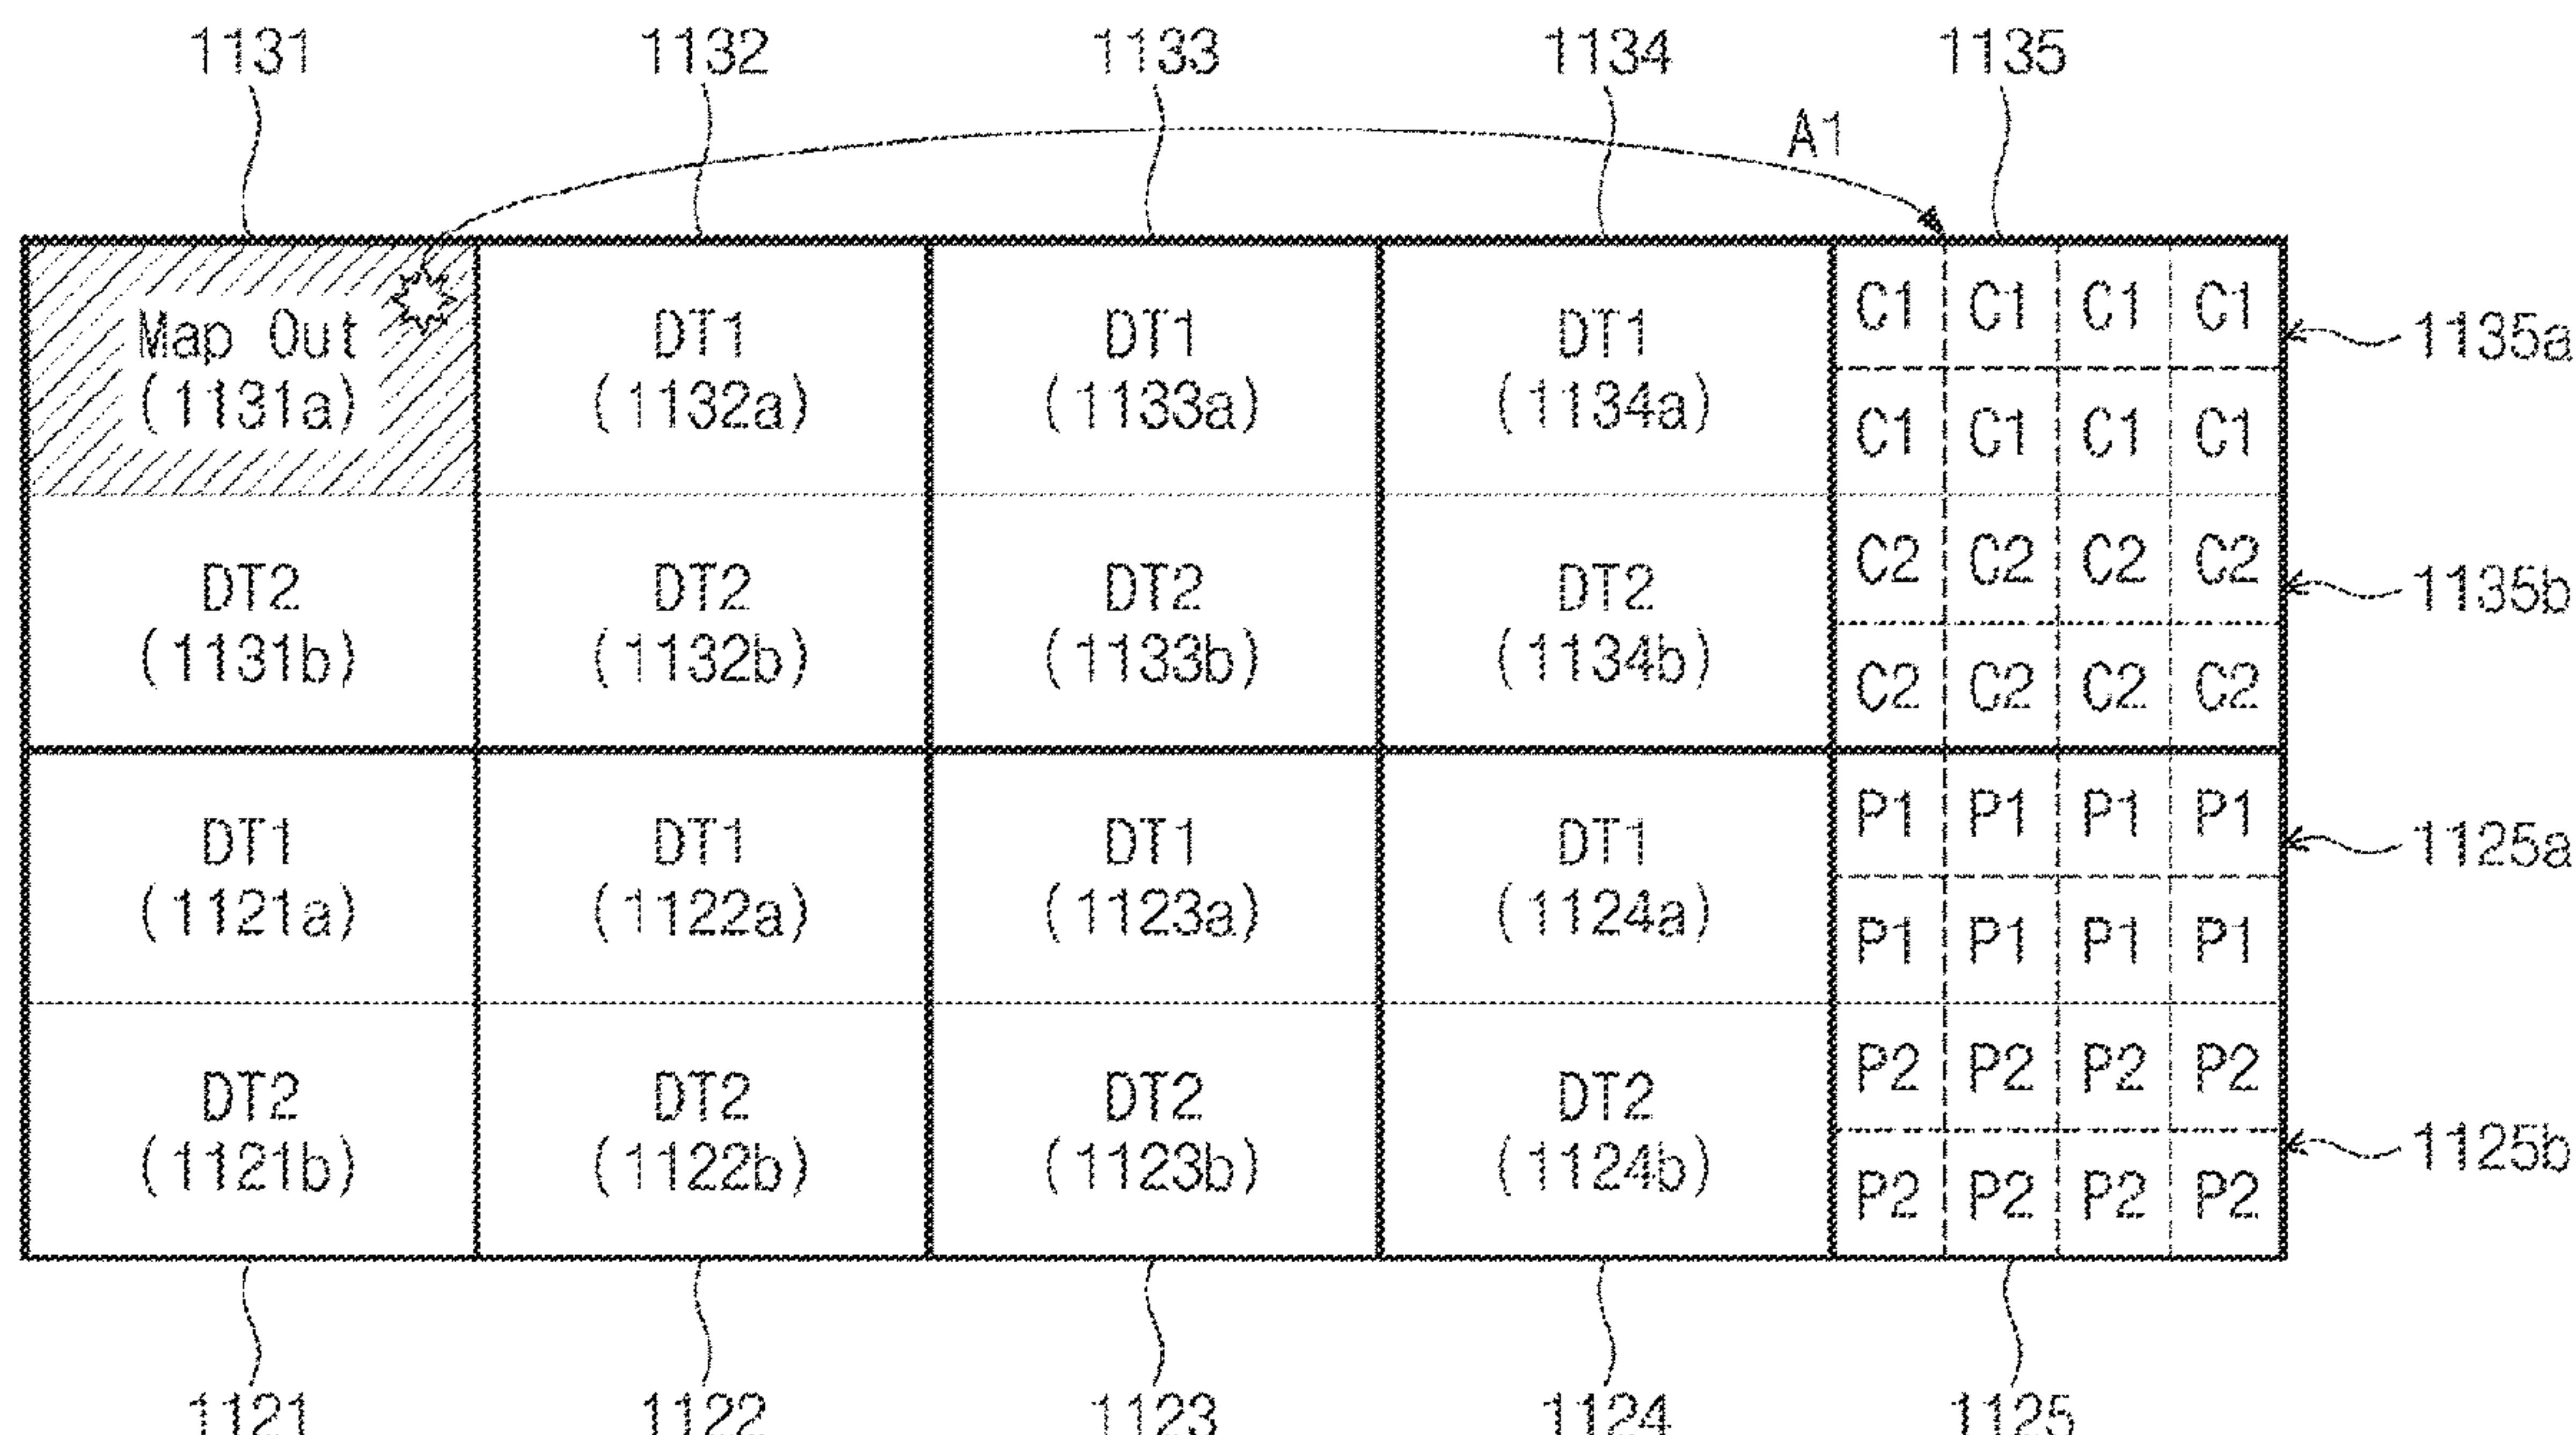 1131 1132 1133 1134 1135
A1
Map Out DT1 DT1 DT1 C1 C1 C1 C1 1135a
(1131a) (1132a) (1133a) (1134a) C1 C1 C1 C1
DT2 DT2 DT2 DT2 C2 C2 C2 C2 1135b
(1131b) (1132b) (1133b) (1134b) C2 C2 C2 C2
DT1 DT1 DT1 DT1 P1 P1 P1 P1 1125a
(1121a) (1122a) (1123a) (1124a) P1 P1 P1 P1
DT2 DT2 DT2 DT2 P2 P2 P2 P2 1125b
(1121b) (1122b) (1123b) (1124b) P2 P2 P2 P2
1121 1122 1123 1124 1125